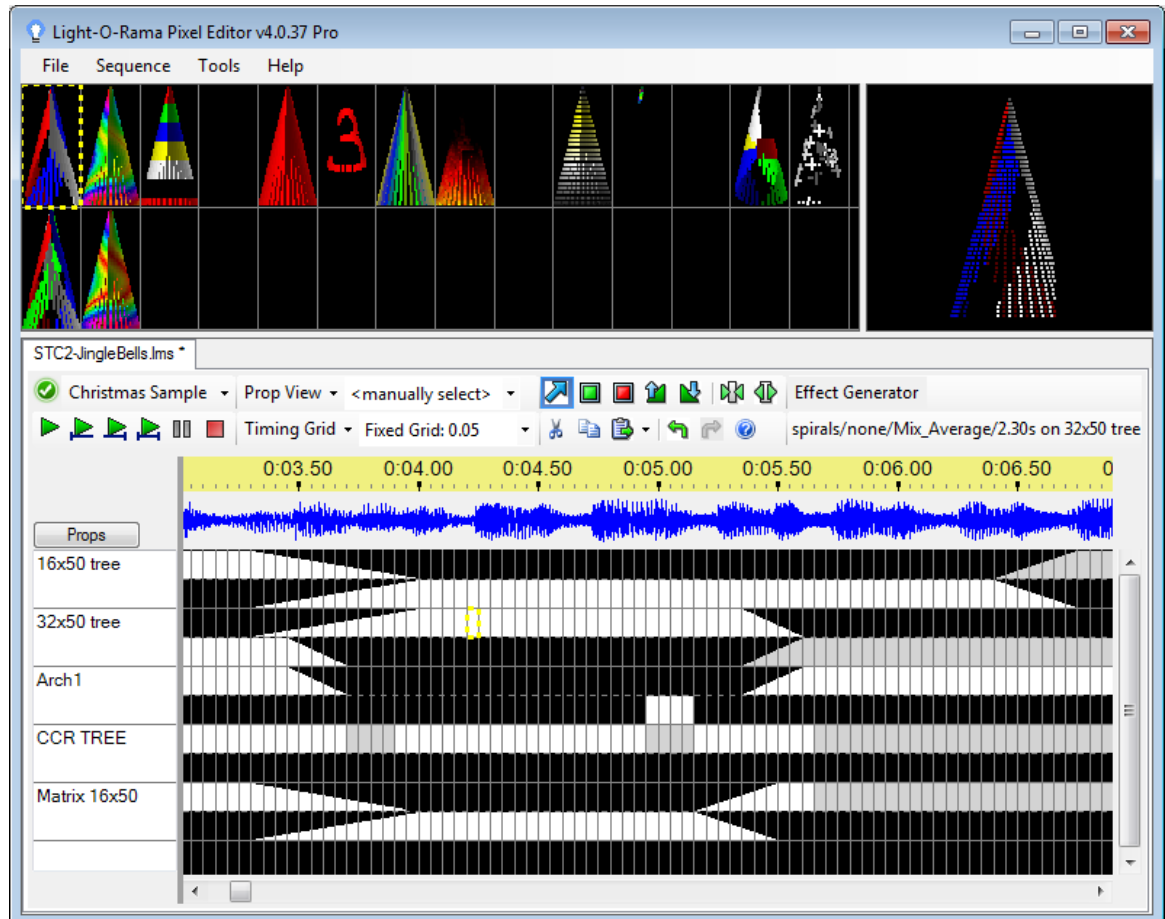 Light-O-Rama Pixel Editor v4.0.37 Pro
File Sequence Tools Help
3
STC2-JingleBells.lms *
Christmas Sample Prop View <manually select> Effect Generator
Timing Grid Fixed Grid: 0.05 spirals/none/Mix_Average/2.30s on 32x50 tree
0:03.50 0:04.00 0:04.50 0:05.00 0:05.50 0:06.00 0:06.50 0
Props
16x50 tree
32x50 tree
Arch1
CCR TREE
Matrix 16x50